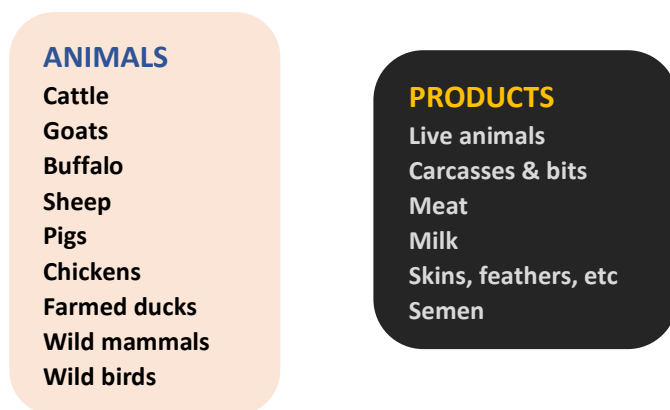 ANIMALS
Cattle
Goats
Buffalo
Sheep
Pigs
Chickens
Farmed ducks
Wild mammals
Wild birds
PRODUCTS
Live animals
Carcasses & bits
Meat
Milk
Skins, feathers, etc
Semen